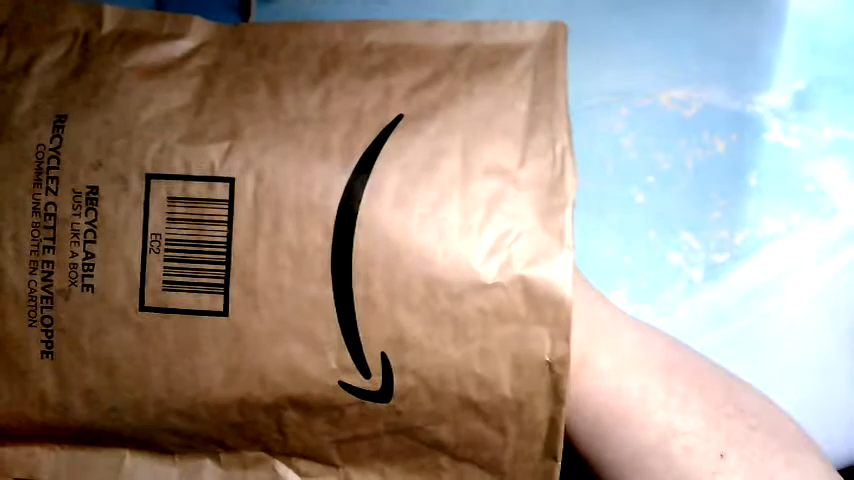 EC2
RECYCLABLE
JUST LIKE A BOX
RECYCLEZ CETTE ENVELOPPE
COMME UNE BOÎTE EN CARTON